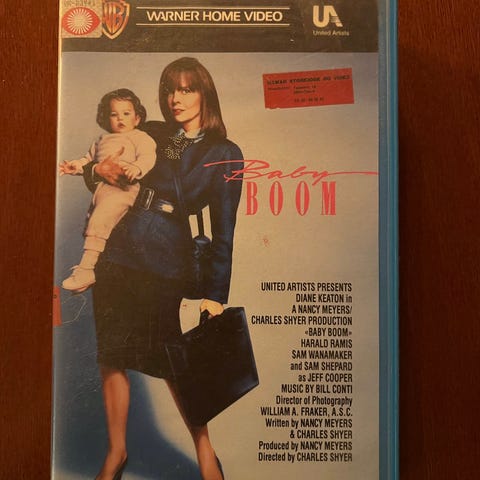 WB
WARNER HOME VIDEO
UA
United Artists
Baby
BOOM
UNITED ARTISTS PRESENTS
DIANE KEATON in
A NANCY MEYERS/
CHARLES SHYER PRODUCTION
«BABY BOOM»
HARALD RAMIS
SAM WANAMAKER
and SAM SHEPARD
as JEFF COOPER
MUSIC BY BILL CONTI
Director of Photography
WILLIAM A. FRAKER, A.S.C.
Written by NANCY MEYERS
& CHARLES SHYER
Produced by NANCY MEYERS
Directed by CHARLES SHYER